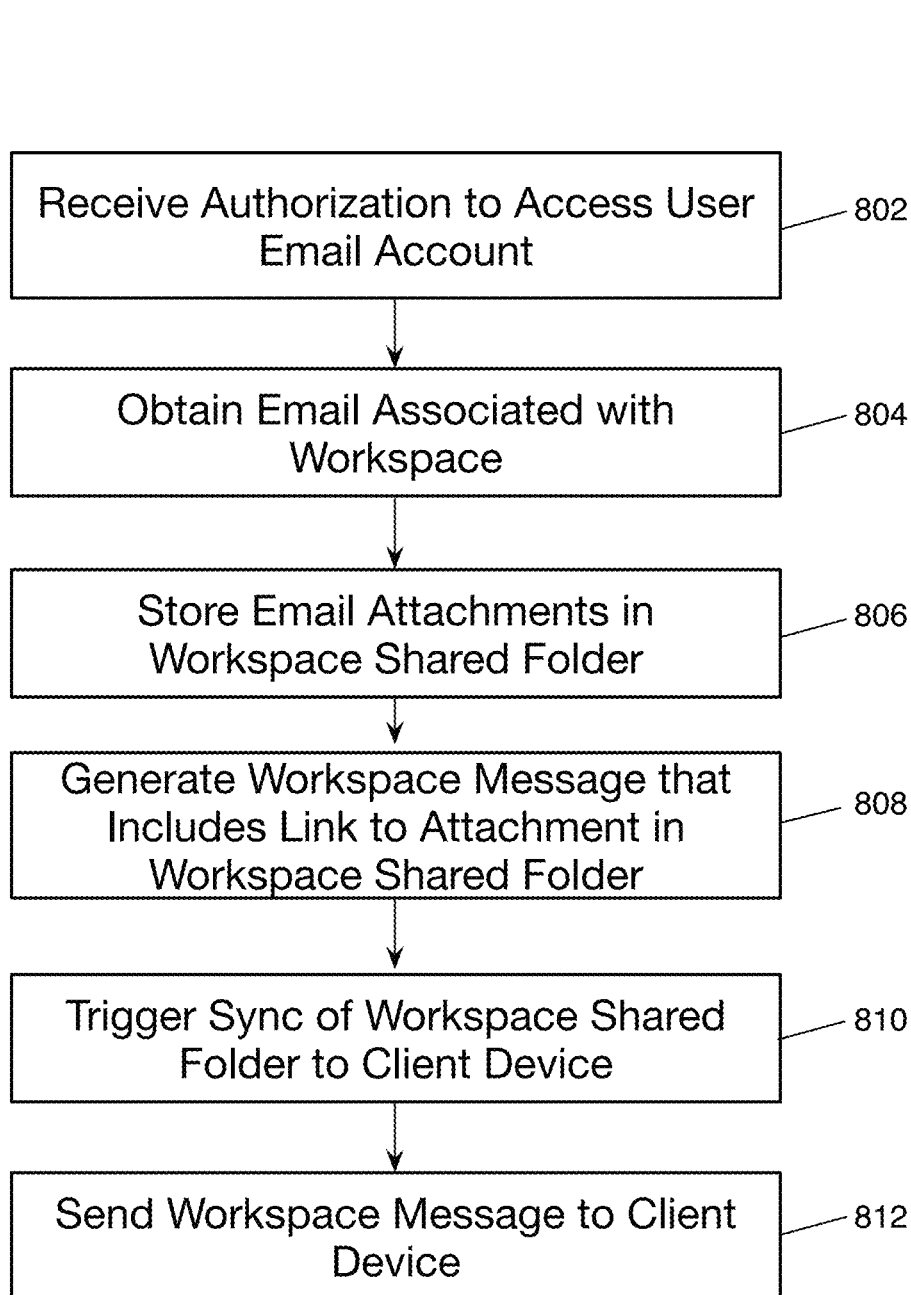 Receive Authorization to Access User
Email Account
802
Obtain Email Associated with
Workspace
804
Store Email Attachments in
Workspace Shared Folder
806
Generate Workspace Message that
Includes Link to Attachment in
Workspace Shared Folder
808
Trigger Sync of Workspace Shared
Folder to Client Device
810
Send Workspace Message to Client
Device
812